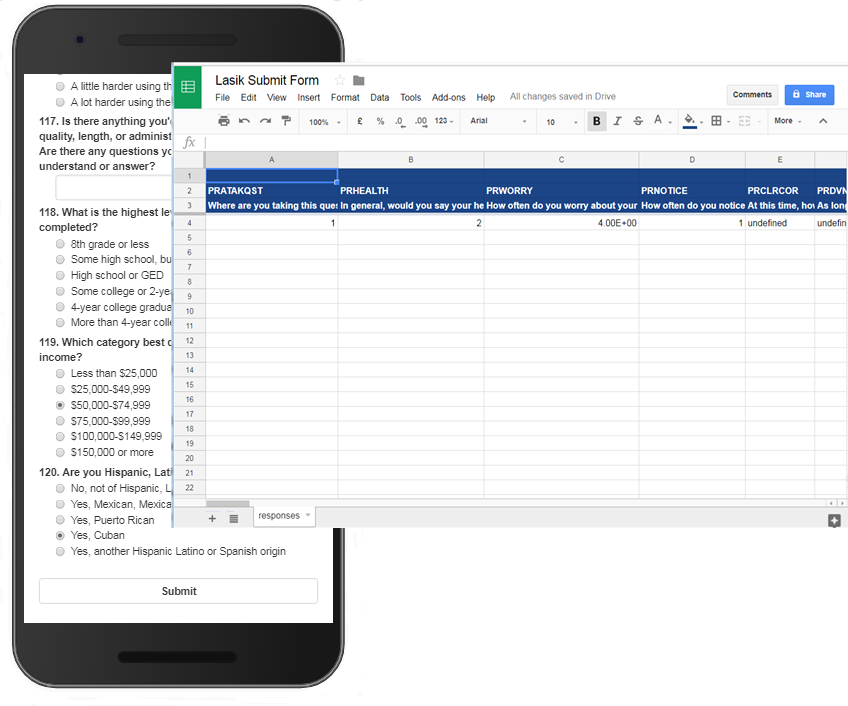 A little harder using th
A lot harder using the
117. Is there anything you'
quality, length, or administ
Are there any questions yo
understand or answer?
118. What is the highest lev
completed?
8th grade or less
Some high school, bu
High school or GED
Some college or 2-yea
4-year college gradua
More than 4-year colle
119. Which category best d
income?
Less than $25,000
$25,000-$49,999
$50,000-$74,999
$75,000-$99,999
$100,000-$149,999
$150,000 or more
120. Are you Hispanic, Lati
No, not of Hispanic, L
Yes, Mexican, Mexica
Yes, Puerto Rican
Yes, Cuban
Yes, another Hispanic Latino or Spanish origin
Submit
Lasik Submit Form
File Edit View Insert Format Data Tools Add-ons Help All changes saved in Drive
Comments Share
100% £ % .0 .00 123 Arial 10 B I S A More
fx
A B C D E
1
2 PRATAKQST PRHEALTH PRWORRY PRNOTICE PRCLRCOR PRDVN
3 Where are you taking this ques In general, would you say your he How often do you worry about your How often do you notice At this time, how As long
4 1 2 4.00E+00 1 undefined undefin
5
6
7
8
9
10
11
12
13
14
15
16
17
18
19
20
21
22
+ responses